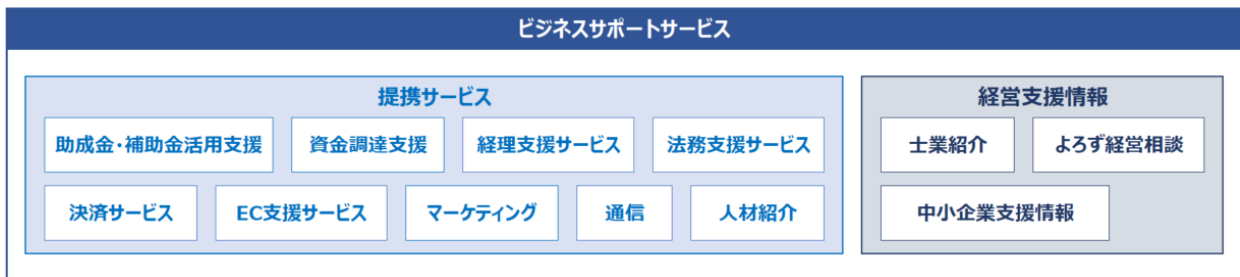 ビジネスサポートサービス
提携サービス
助成金・補助金活用支援
資金調達支援
経理支援サービス
法務支援サービス
決済サービス
EC支援サービス
マーケティング
通信
人材紹介
経営支援情報
士業紹介
よろず経営相談
中小企業支援情報